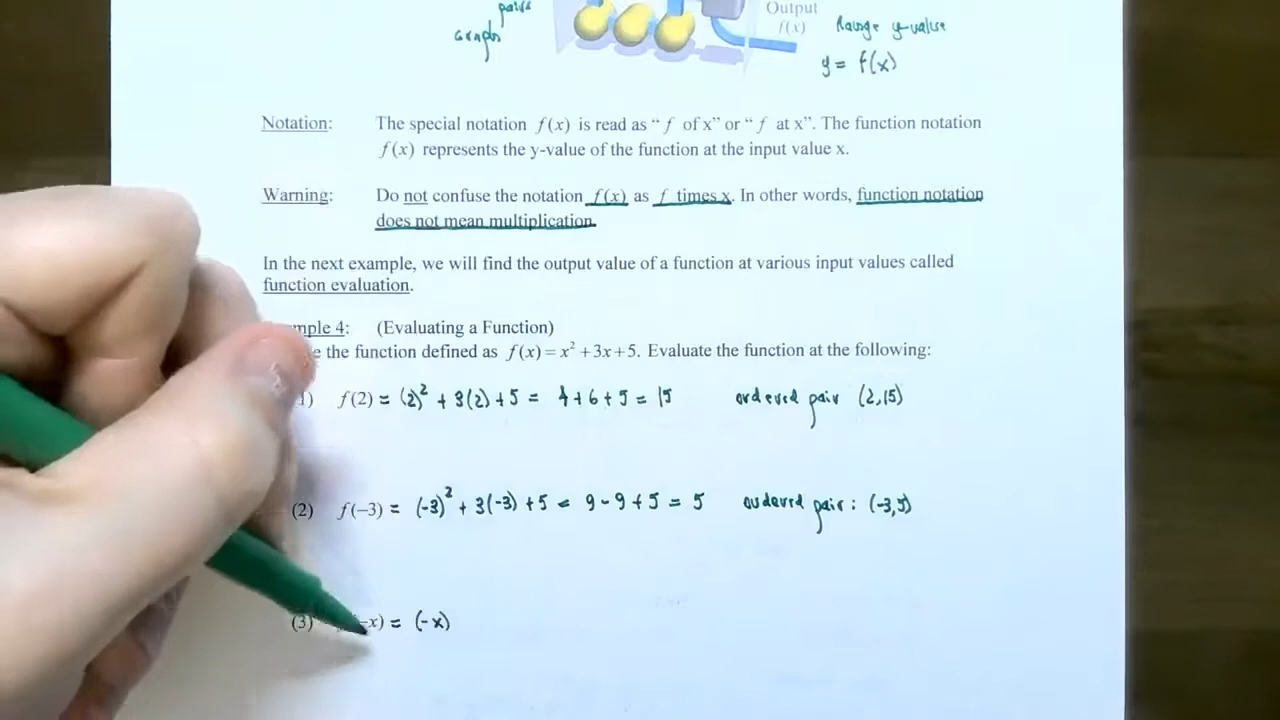 pairs
Graphs
Output
f(x)
Range y-value
y = f(x)
Notation: The special notation f(x) is read as “ f of x” or “ f at x”. The function notation
f(x) represents the y-value of the function at the input value x.
Warning: Do not confuse the notation f(x) as f times x. In other words, function notation
does not mean multiplication.
In the next example, we will find the output value of a function at various input values called
function evaluation.
mple 4: (Evaluating a Function)
e the function defined as f(x) = x² + 3x + 5. Evaluate the function at the following:
1) f(2) = (2)² + 3(2) + 5 = 4 + 6 + 5 = 15 ordered pair (2,15)
(2) f(−3) = (-3)² + 3(-3) + 5 = 9 - 9 + 5 = 5 ordered pair : (-3,5)
(3) x) = (-x)